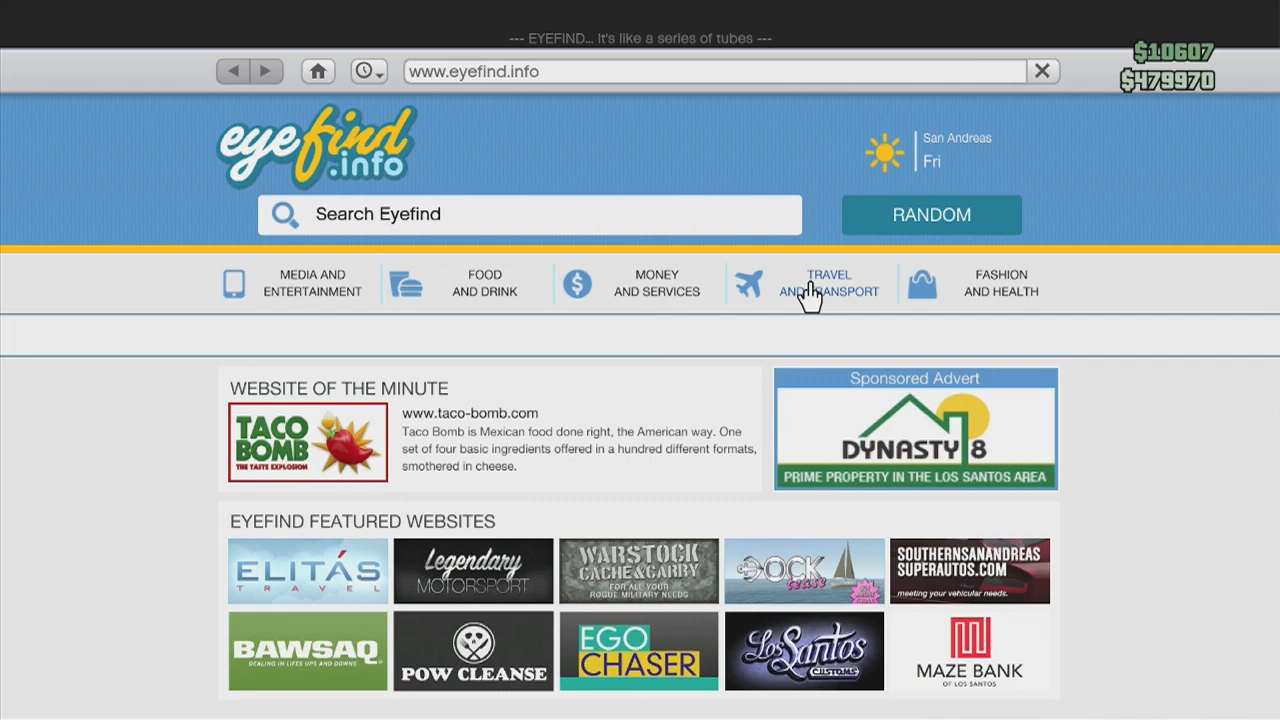 --- EYEFIND... It's like a series of tubes ---
$10607
www.eyefind.info
$479970
eyefind
.info
San Andreas
Fri
Search Eyefind
RANDOM
MEDIA AND
ENTERTAINMENT
FOOD
AND DRINK
MONEY
AND SERVICES
TRAVEL
AND TRANSPORT
FASHION
AND HEALTH
WEBSITE OF THE MINUTE
TACO
BOMB
THE TASTE EXPLOSION
www.taco-bomb.com
Taco Bomb is Mexican food done right, the American way. One
set of four basic ingredients offered in a hundred different formats,
smothered in cheese.
Sponsored Advert
DYNASTY 8
PRIME PROPERTY IN THE LOS SANTOS AREA
EYEFIND FEATURED WEBSITES
ELITÁS
TRAVEL
Legendary
MOTORSPORT
WARSTOCK
CACHE&CARRY
FOR ALL YOUR
ROGUE MILITARY NEEDS
DOCK
tease
SOUTHERNSANANDREAS
SUPERAUTOS.COM
meeting your vehicular needs.
BAWSAQ
DEALING IN LIFES UPS AND DOWNS
POW CLEANSE
EGO
CHASER
Los Santos
CUSTOMS
MAZE BANK
OF LOS SANTOS